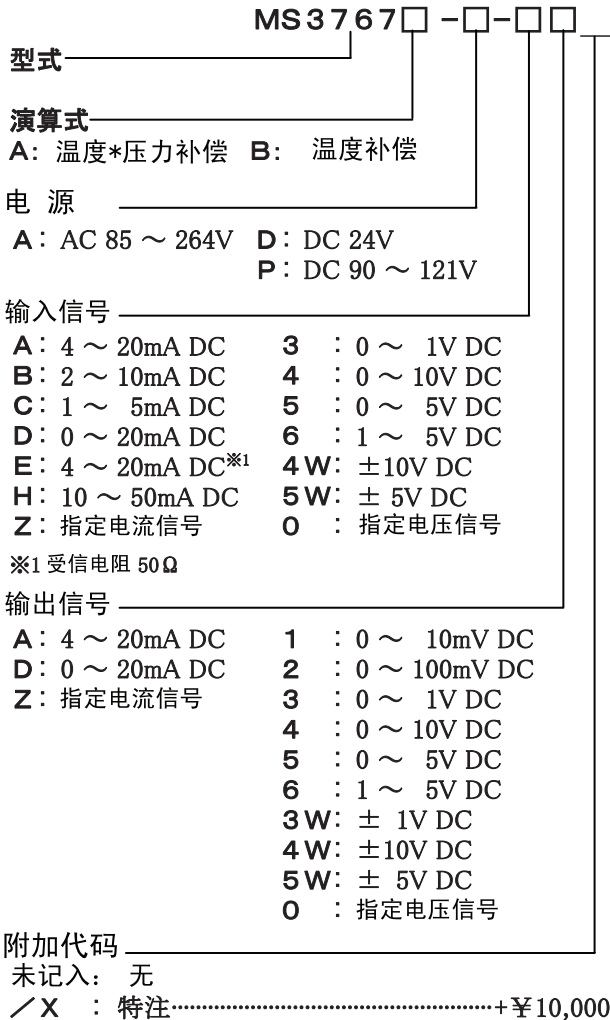 MS3767□-□-□□
型式
演算式
A: 温度*压力补偿 B: 温度补偿
电 源
A: AC 85 ～ 264V D: DC 24V
P: DC 90 ～ 121V
输入信号
A: 4 ～ 20mA DC 3 : 0 ～ 1V DC
B: 2 ～ 10mA DC 4 : 0 ～ 10V DC
C: 1 ～ 5mA DC 5 : 0 ～ 5V DC
D: 0 ～ 20mA DC 6 : 1 ～ 5V DC
E: 4 ～ 20mA DC※1 4W: ±10V DC
H: 10 ～ 50mA DC 5W: ± 5V DC
Z: 指定电流信号 0 : 指定电压信号
※1 受信电阻 50Ω
输出信号
A: 4 ～ 20mA DC 1 : 0 ～ 10mV DC
D: 0 ～ 20mA DC 2 : 0 ～ 100mV DC
Z: 指定电流信号 3 : 0 ～ 1V DC
4 : 0 ～ 10V DC
5 : 0 ～ 5V DC
6 : 1 ～ 5V DC
3W: ± 1V DC
4W: ±10V DC
5W: ± 5V DC
0 : 指定电压信号
附加代码
未记入: 无
／X : 特注………………………………………+￥10,000